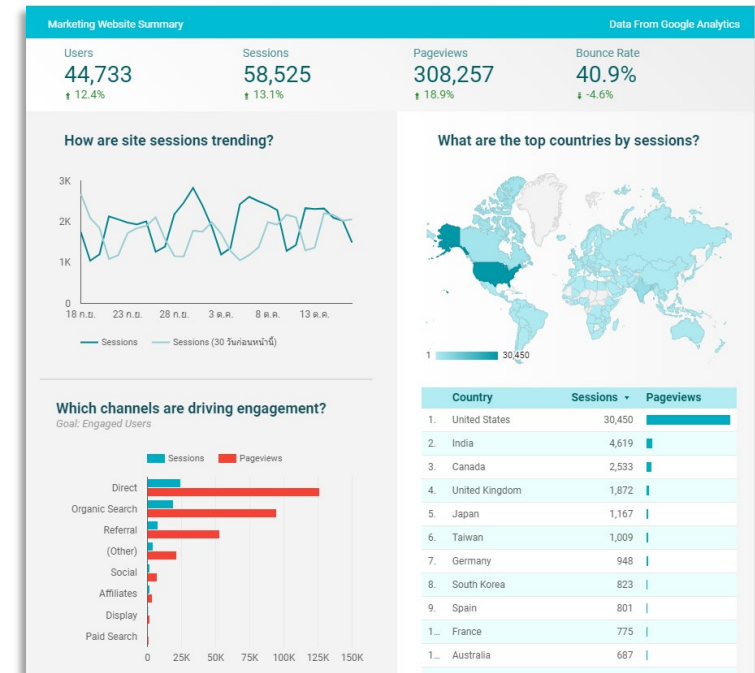 Marketing Website Summary
Data From Google Analytics
Users
44,733
⬆ 12.4%
Sessions
58,525
⬆ 13.1%
Pageviews
308,257
⬆ 18.9%
Bounce Rate
40.9%
⬇ -4.6%
How are site sessions trending?
3K
2K
1K
0
18 ก.ย.
23 ก.ย.
28 ก.ย.
3 ต.ค.
8 ต.ค.
13 ต.ค.
Sessions
Sessions (30 วันก่อนหน้านี้)
Which channels are driving engagement?
Goal: Engaged Users
Sessions
Pageviews
Direct
Organic Search
Referral
(Other)
Social
Affiliates
Display
Paid Search
0
25K
50K
75K
100K
125K
150K
What are the top countries by sessions?
1
30,450
Country Sessions Pageviews
1. United States 30,450
2. India 4,619
3. Canada 2,533
4. United Kingdom 1,872
5. Japan 1,167
6. Taiwan 1,009
7. Germany 948
8. South Korea 823
9. Spain 801
1... France 775
1... Australia 687